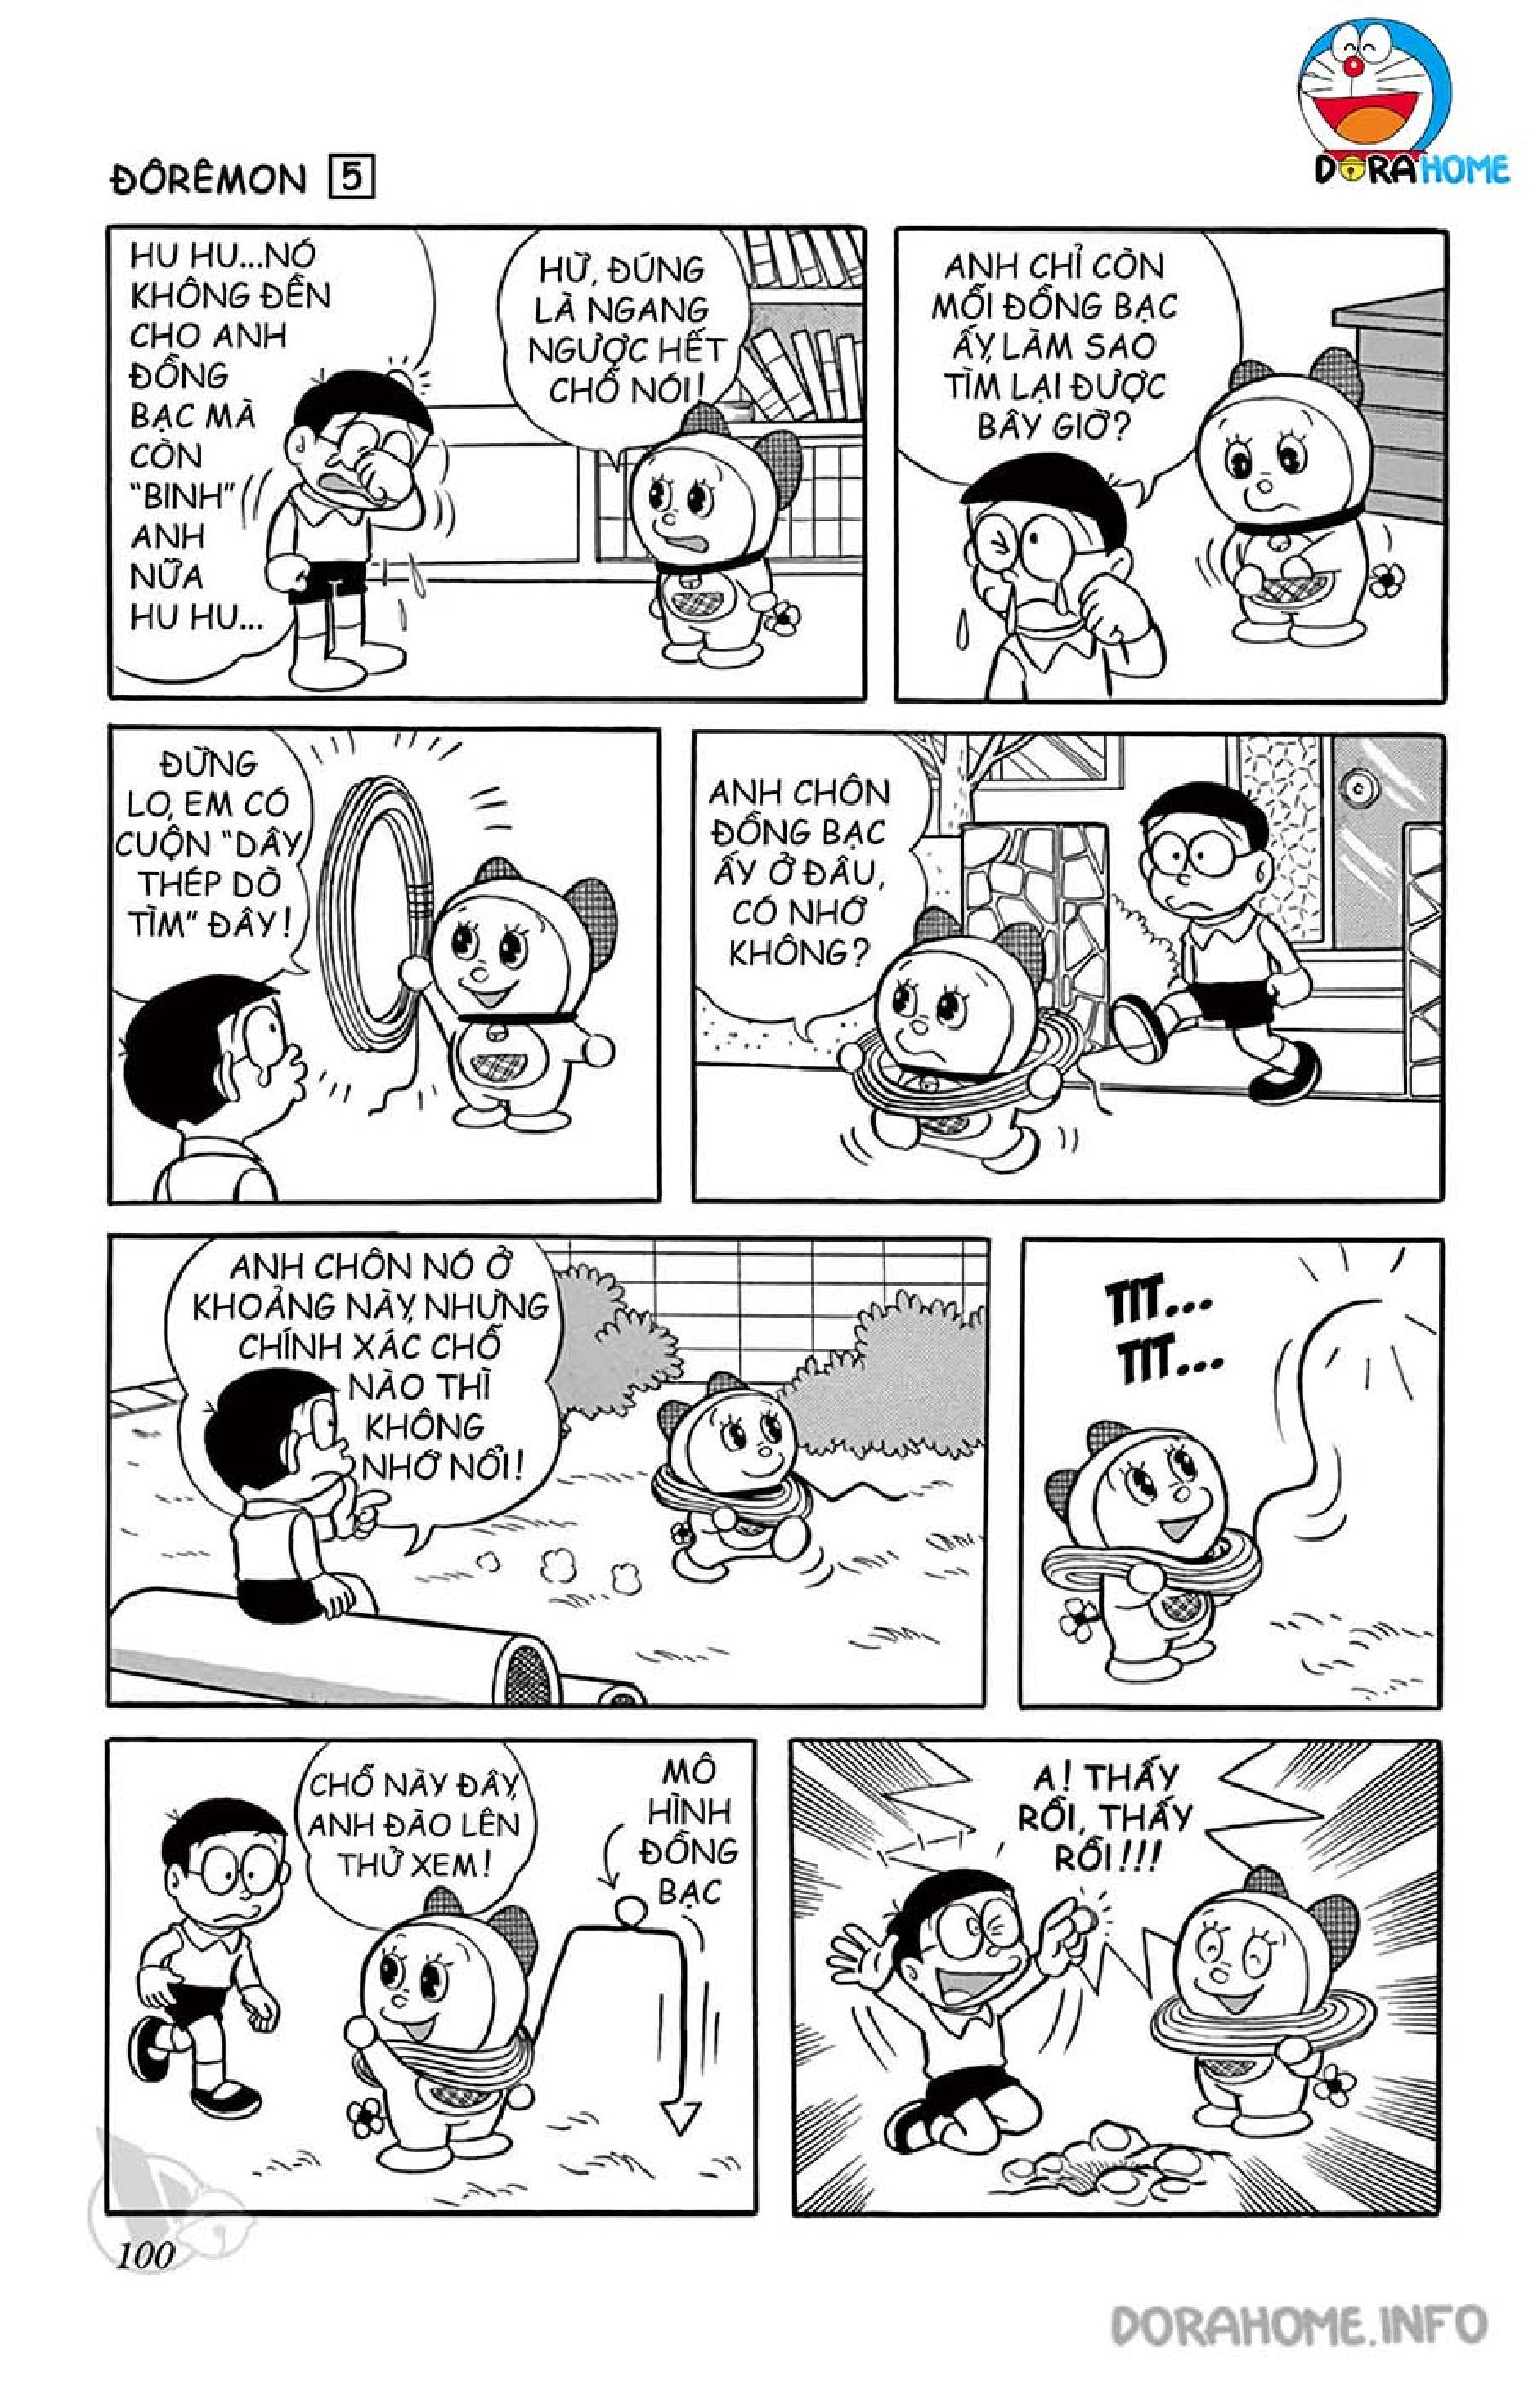 DORAHOME
ĐÔRÊMON 5
HU HU...NÓ
KHÔNG ĐỀN
CHO ANH
ĐỒNG
BẠC MÀ
CÒN
"BINH"
ANH
NỮA
HU HU...
HỪ, ĐÚNG
LÀ NGANG
NGƯỢC HẾT
CHỖ NÓI!
ANH CHỈ CÒN
MỖI ĐỒNG BẠC
ẤY, LÀM SAO
TÌM LẠI ĐƯỢC
BÂY GIỜ?
ĐỪNG
LO, EM CÓ
CUỘN "DÂY
THÉP DÒ
TÌM" ĐÂY!
ANH CHÔN
ĐỒNG BẠC
ẤY Ở ĐÂU,
CÓ NHỚ
KHÔNG?
ANH CHÔN NÓ Ở
KHOẢNG NÀY, NHƯNG
CHÍNH XÁC CHỖ
NÀO THÌ
KHÔNG
NHỚ NỔI!
TIT...
TIT...
CHỖ NÀY ĐÂY,
ANH ĐÀO LÊN
THỬ XEM!
MÔ
HÌNH
ĐỒNG
BẠC
A! THẤY
RỒI, THẤY
RỒI!!!
100
DORAHOME.INFO